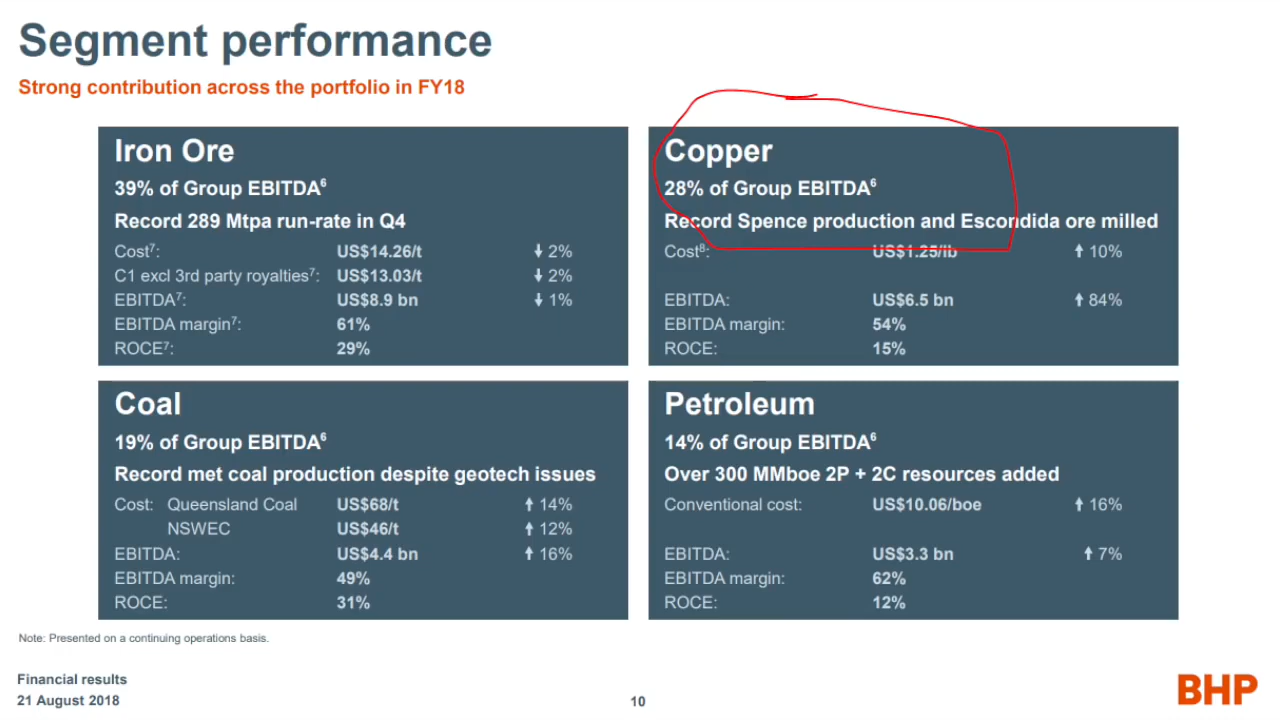 Segment performance
Strong contribution across the portfolio in FY18
Iron Ore
39% of Group EBITDA6
Record 289 Mtpa run-rate in Q4
Cost7: US$14.26/t ↓ 2%
C1 excl 3rd party royalties7: US$13.03/t ↓ 2%
EBITDA7: US$8.9 bn ↓ 1%
EBITDA margin7: 61%
ROCE7: 29%
Copper
28% of Group EBITDA6
Record Spence production and Escondida ore milled
Cost8: US$1.25/lb ↑ 10%
EBITDA: US$6.5 bn ↑ 84%
EBITDA margin: 54%
ROCE: 15%
Coal
19% of Group EBITDA6
Record met coal production despite geotech issues
Cost: Queensland Coal US$68/t ↑ 14%
NSWEC US$46/t ↑ 12%
EBITDA: US$4.4 bn ↑ 16%
EBITDA margin: 49%
ROCE: 31%
Petroleum
14% of Group EBITDA6
Over 300 MMboe 2P + 2C resources added
Conventional cost: US$10.06/boe ↑ 16%
EBITDA: US$3.3 bn ↑ 7%
EBITDA margin: 62%
ROCE: 12%
Note: Presented on a continuing operations basis.
Financial results
21 August 2018
10
BHP